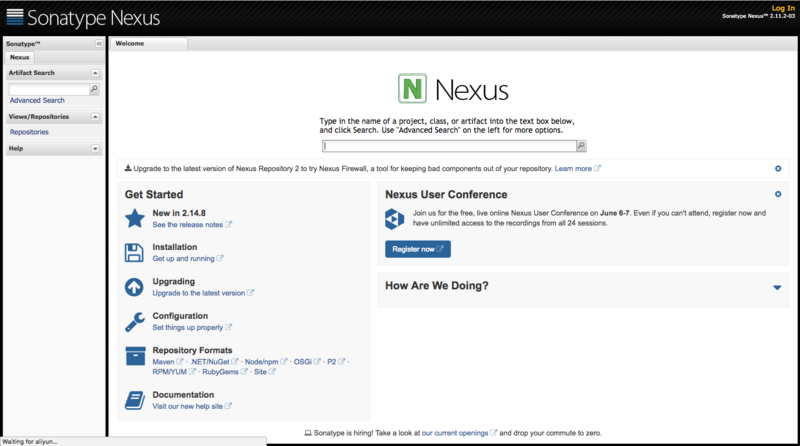 Sonatype Nexus
Log In
Sonatype Nexus™ 2.11.2-03
Sonatype™
Nexus
Artifact Search
Advanced Search
Views/Repositories
Repositories
Help
Welcome
N Nexus
Type in the name of a project, class, or artifact into the text box below,
and click Search. Use "Advanced Search" on the left for more options.
Upgrade to the latest version of Nexus Repository 2 to try Nexus Firewall, a tool for keeping bad components out of your repository. Learn more
Get Started
New in 2.14.8
See the release notes
Installation
Get up and running
Upgrading
Upgrade to the latest version
Configuration
Set things up properly
Repository Formats
Maven · .NET/NuGet · Node/npm · OSGi · P2 ·
RPM/YUM · RubyGems · Site
Documentation
Visit our new help site
Nexus User Conference
Join us for the free, live online Nexus User Conference on June 6-7. Even if you can't attend, register now and
have unlimited access to the recordings from all 24 sessions.
Register now
How Are We Doing?
Sonatype is hiring! Take a look at our current openings and drop your commute to zero.
Waiting for aliyun...